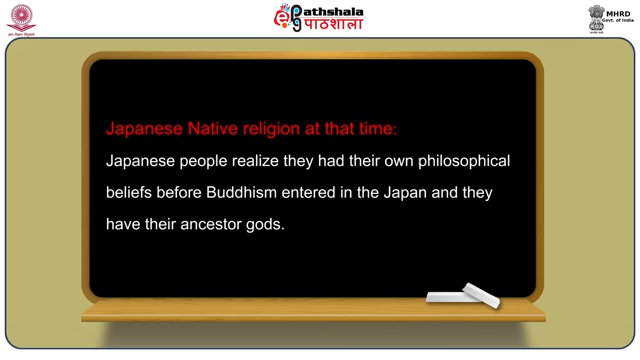 ePathshala
पाठशाला
MHRD
Govt. of India
Japanese Native religion at that time:
Japanese people realize they had their own philosophical
beliefs before Buddhism entered in the Japan and they
have their ancestor gods.